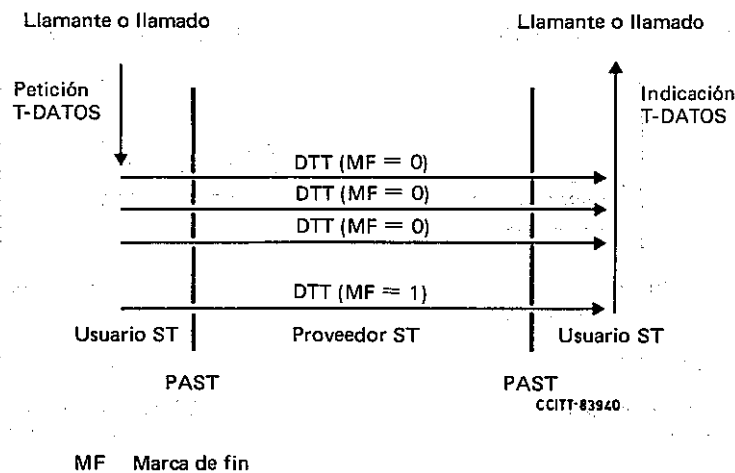 Llamante o llamado
Llamante o llamado
Petición
T-DATOS
Indicación
T-DATOS
DTT (MF = 0)
DTT (MF = 0)
DTT (MF = 0)
DTT (MF = 1)
Usuario ST
Proveedor ST
Usuario ST
PAST
PAST
CCITT-83940
MF Marca de fin